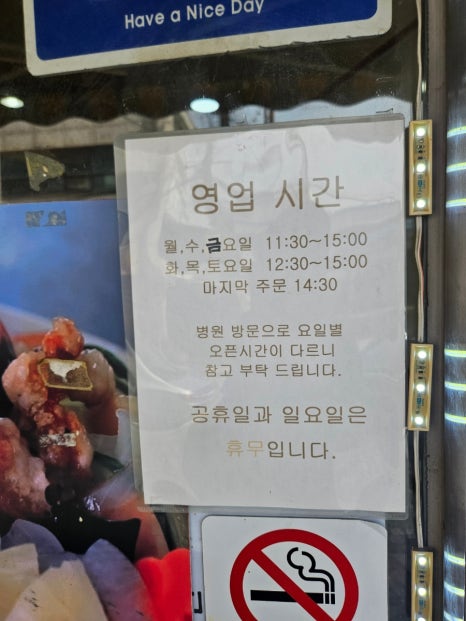 Have a Nice Day
영업 시간
월,수,금요일 11:30~15:00
화,목,토요일 12:30~15:00
마지막 주문 14:30
병원 방문으로 요일별
오픈시간이 다르니
참고 부탁 드립니다.
공휴일과 일요일은
휴무입니다.